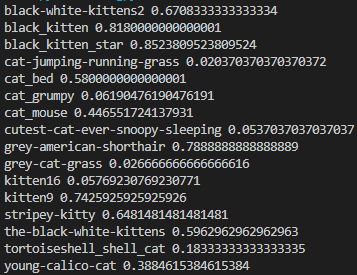 black-white-kittens2 0.6708333333333334
black_kitten 0.8180000000000001
black_kitten_star 0.8523809523809524
cat-jumping-running-grass 0.020370370370370372
cat_bed 0.5800000000000001
cat_grumpy 0.06190476190476191
cat_mouse 0.446551724137931
cutest-cat-ever-snoopy-sleeping 0.0537037037037037
grey-american-shorthair 0.7888888888888889
grey-cat-grass 0.026666666666666616
kitten16 0.05769230769230771
kitten9 0.7425925925925926
stripey-kitty 0.6481481481481481
the-black-white-kittens 0.5962962962962963
tortoiseshell_shell_cat 0.18333333333333335
young-calico-cat 0.3884615384615384